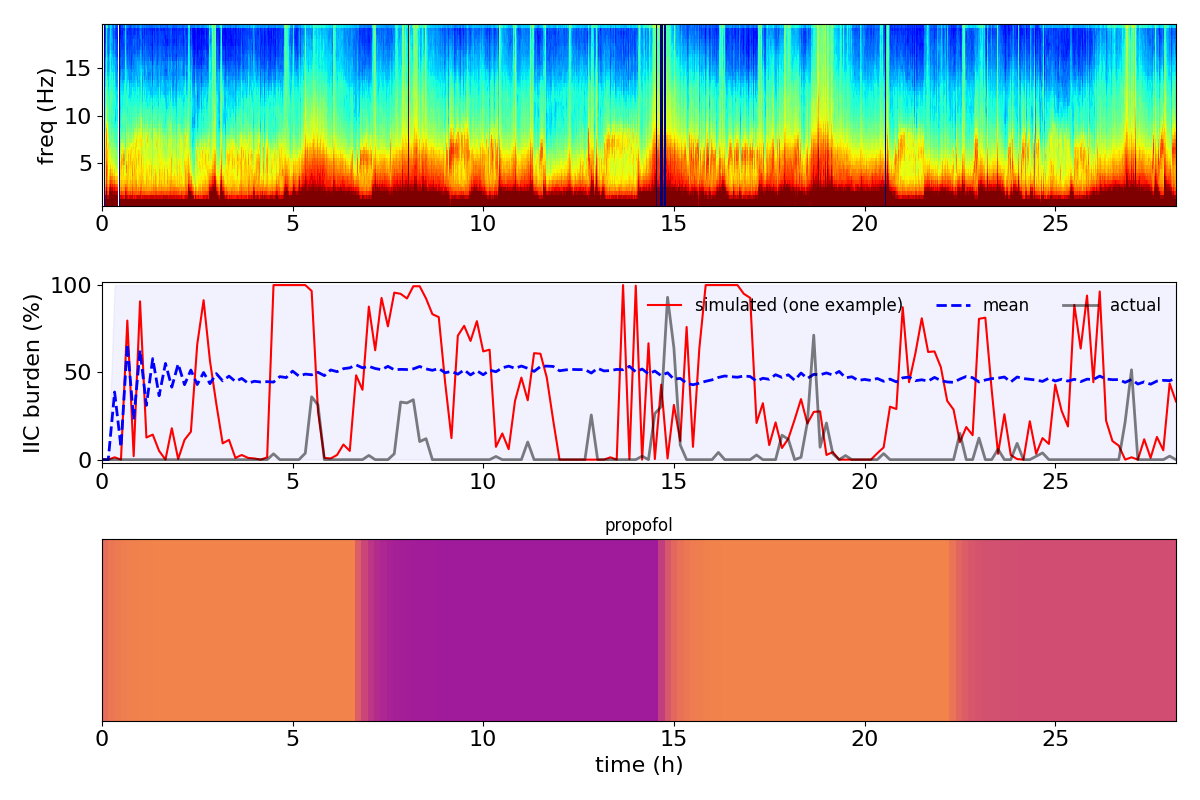 freq (Hz)
15
10
5
0 5 10 15 20 25
IIC burden (%)
100
50
0
simulated (one example) mean actual
0 5 10 15 20 25
propofol
0 5 10 15 20 25
time (h)